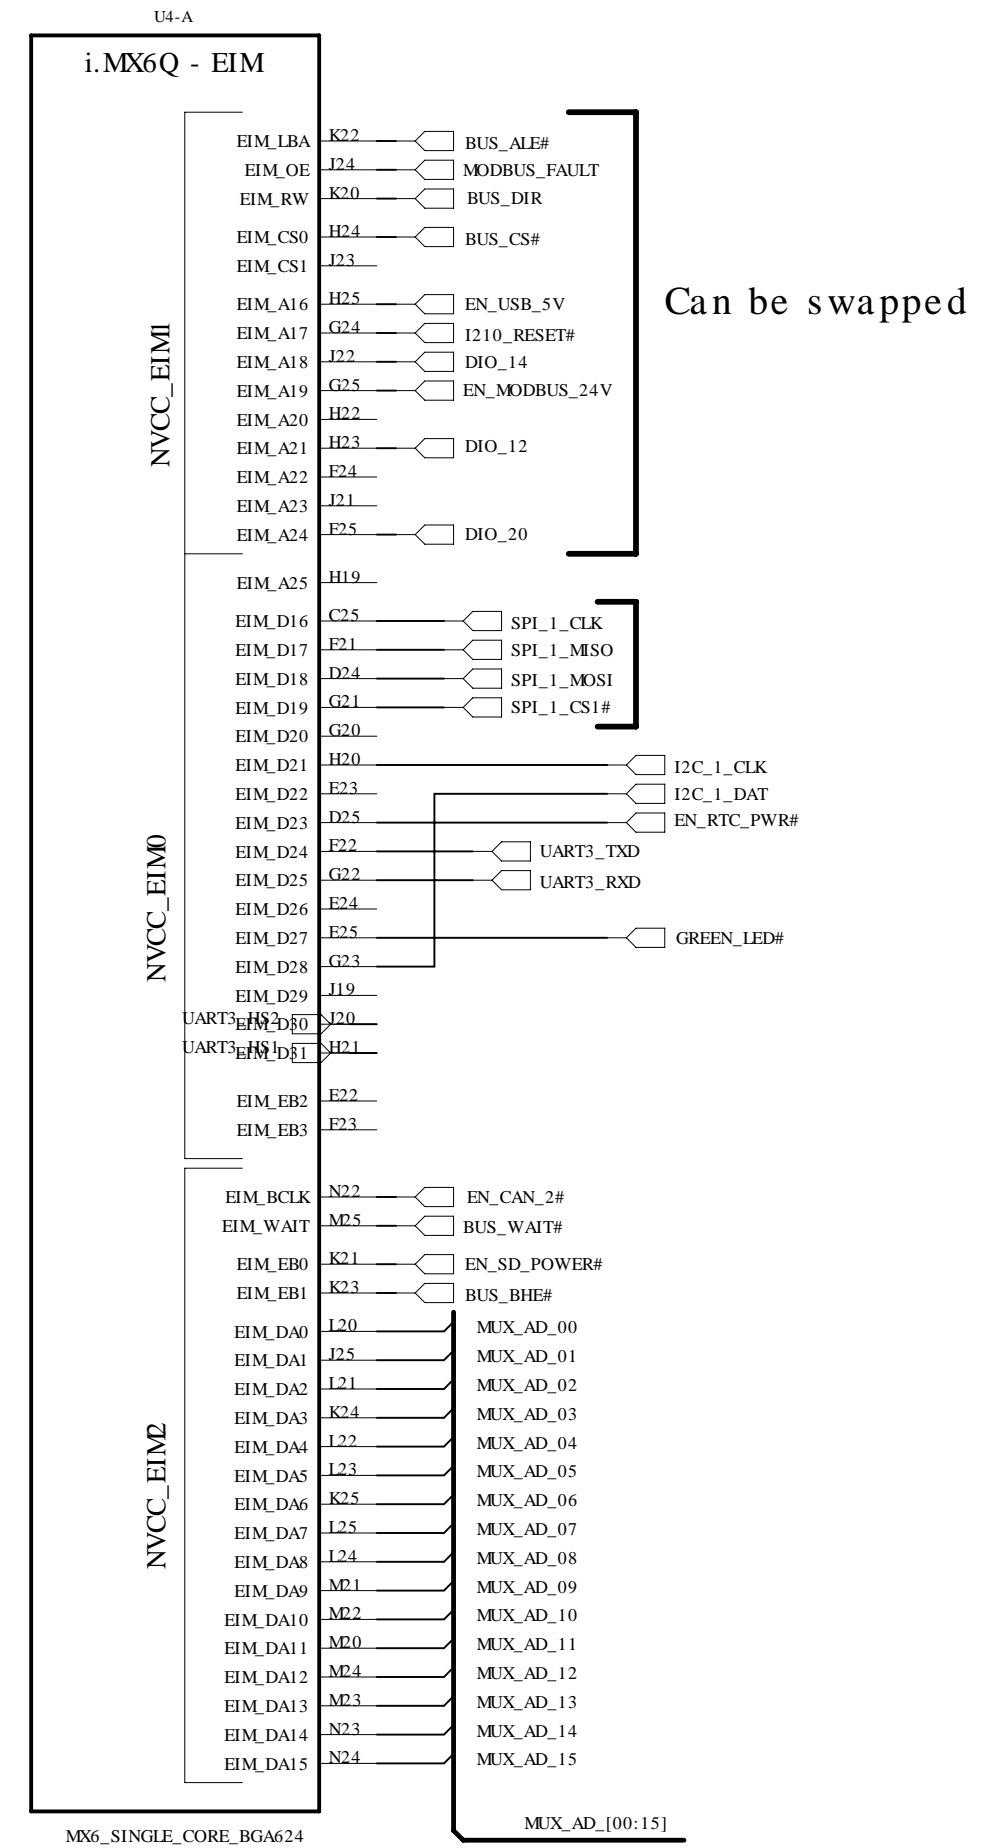 U4-A
i.MX6Q - EIM
NVCC_EIM1
EIM_LBA K22 BUS_ALE#
EIM_OE J24 MODBUS_FAULT
EIM_RW K20 BUS_DIR
EIM_CS0 H24 BUS_CS#
EIM_CS1 J23
EIM_A16 H25 EN_USB_5V
Can be swapped
EIM_A17 G24 I210_RESET#
EIM_A18 J22 DIO_14
EIM_A19 G25 EN_MODBUS_24V
EIM_A20 H22
EIM_A21 H23 DIO_12
EIM_A22 F24
EIM_A23 J21
EIM_A24 F25 DIO_20
NVCC_EIM0
EIM_A25 H19
EIM_D16 C25 SPI_1_CLK
EIM_D17 F21 SPI_1_MISO
EIM_D18 D24 SPI_1_MOSI
EIM_D19 G21 SPI_1_CS1#
EIM_D20 G20
EIM_D21 H20 I2C_1_CLK
EIM_D22 E23 I2C_1_DAT
EIM_D23 D25 EN_RTC_PWR#
EIM_D24 F22 UART3_TXD
EIM_D25 G22 UART3_RXD
EIM_D26 E24
EIM_D27 E25 GREEN_LED#
EIM_D28 G23
EIM_D29 J19
UART3_HS2 EIM_D30 J20
UART3_HS1 EIM_D31 H21
EIM_EB2 E22
EIM_EB3 F23
NVCC_EIM2
EIM_BCLK N22 EN_CAN_2#
EIM_WAIT M25 BUS_WAIT#
EIM_EB0 K21 EN_SD_POWER#
EIM_EB1 K23 BUS_BHE#
EIM_DA0 L20 MUX_AD_00
EIM_DA1 J25 MUX_AD_01
EIM_DA2 L21 MUX_AD_02
EIM_DA3 K24 MUX_AD_03
EIM_DA4 L22 MUX_AD_04
EIM_DA5 L23 MUX_AD_05
EIM_DA6 K25 MUX_AD_06
EIM_DA7 L25 MUX_AD_07
EIM_DA8 L24 MUX_AD_08
EIM_DA9 M21 MUX_AD_09
EIM_DA10 M22 MUX_AD_10
EIM_DA11 M20 MUX_AD_11
EIM_DA12 M24 MUX_AD_12
EIM_DA13 M23 MUX_AD_13
EIM_DA14 N23 MUX_AD_14
EIM_DA15 N24 MUX_AD_15
MUX_AD_[00:15]
MX6_SINGLE_CORE_BGA624